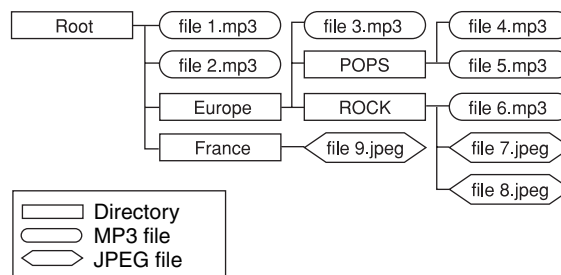 Root
file 1.mp3
file 3.mp3
file 4.mp3
file 2.mp3
POPS
file 5.mp3
Europe
ROCK
file 6.mp3
France
file 9.jpeg
file 7.jpeg
file 8.jpeg
Directory
MP3 file
JPEG file